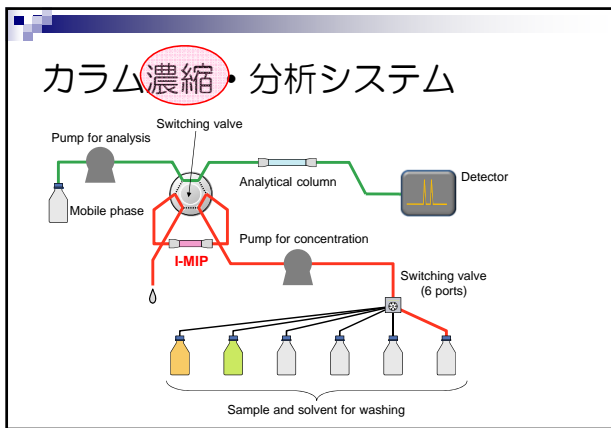 カラム濃縮・分析システム
Switching valve
Pump for analysis
Analytical column
Detector
Mobile phase
Pump for concentration
I-MIP
Switching valve
(6 ports)
Sample and solvent for washing